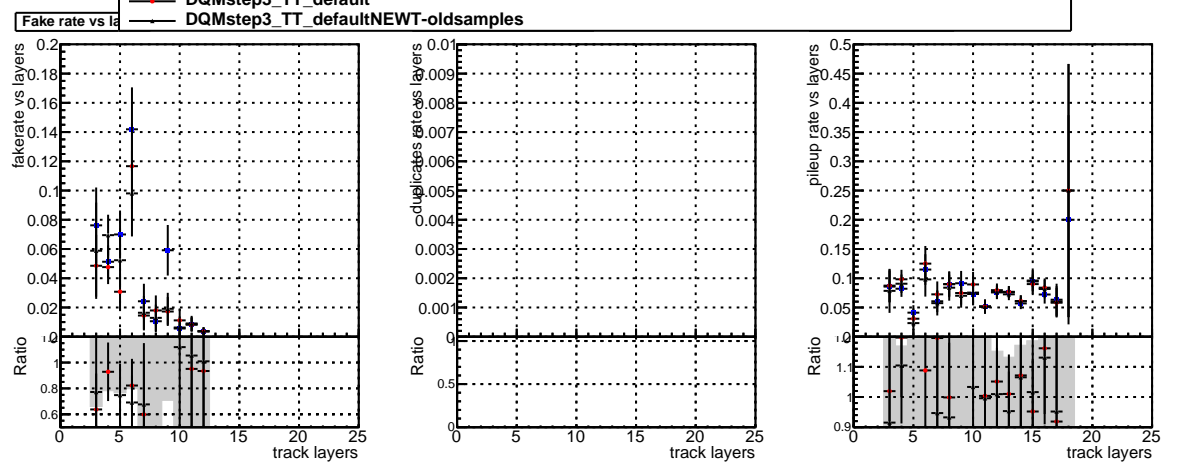 DQMstep3_TT_default
DQMstep3_TT_defaultNEWT-oldsamples
Fake rate vs la
fakerate vs layers
0.2
0.18
0.16
0.14
0.12
0.1
0.08
0.06
0.04
0.02
0
Ratio
1
0.8
0.6
0 5 10 15 20 25
track layers
duplicates rate vs layers
0.01
0.009
0.008
0.007
0.006
0.005
0.004
0.003
0.002
0.001
0
Ratio
1
0.5
0
0 5 10 15 20 25
track layers
pileup rate vs layers
0.5
0.45
0.4
0.35
0.3
0.25
0.2
0.15
0.1
0.05
0
Ratio
1.1
1
0.9
0 5 10 15 20 25
track layers